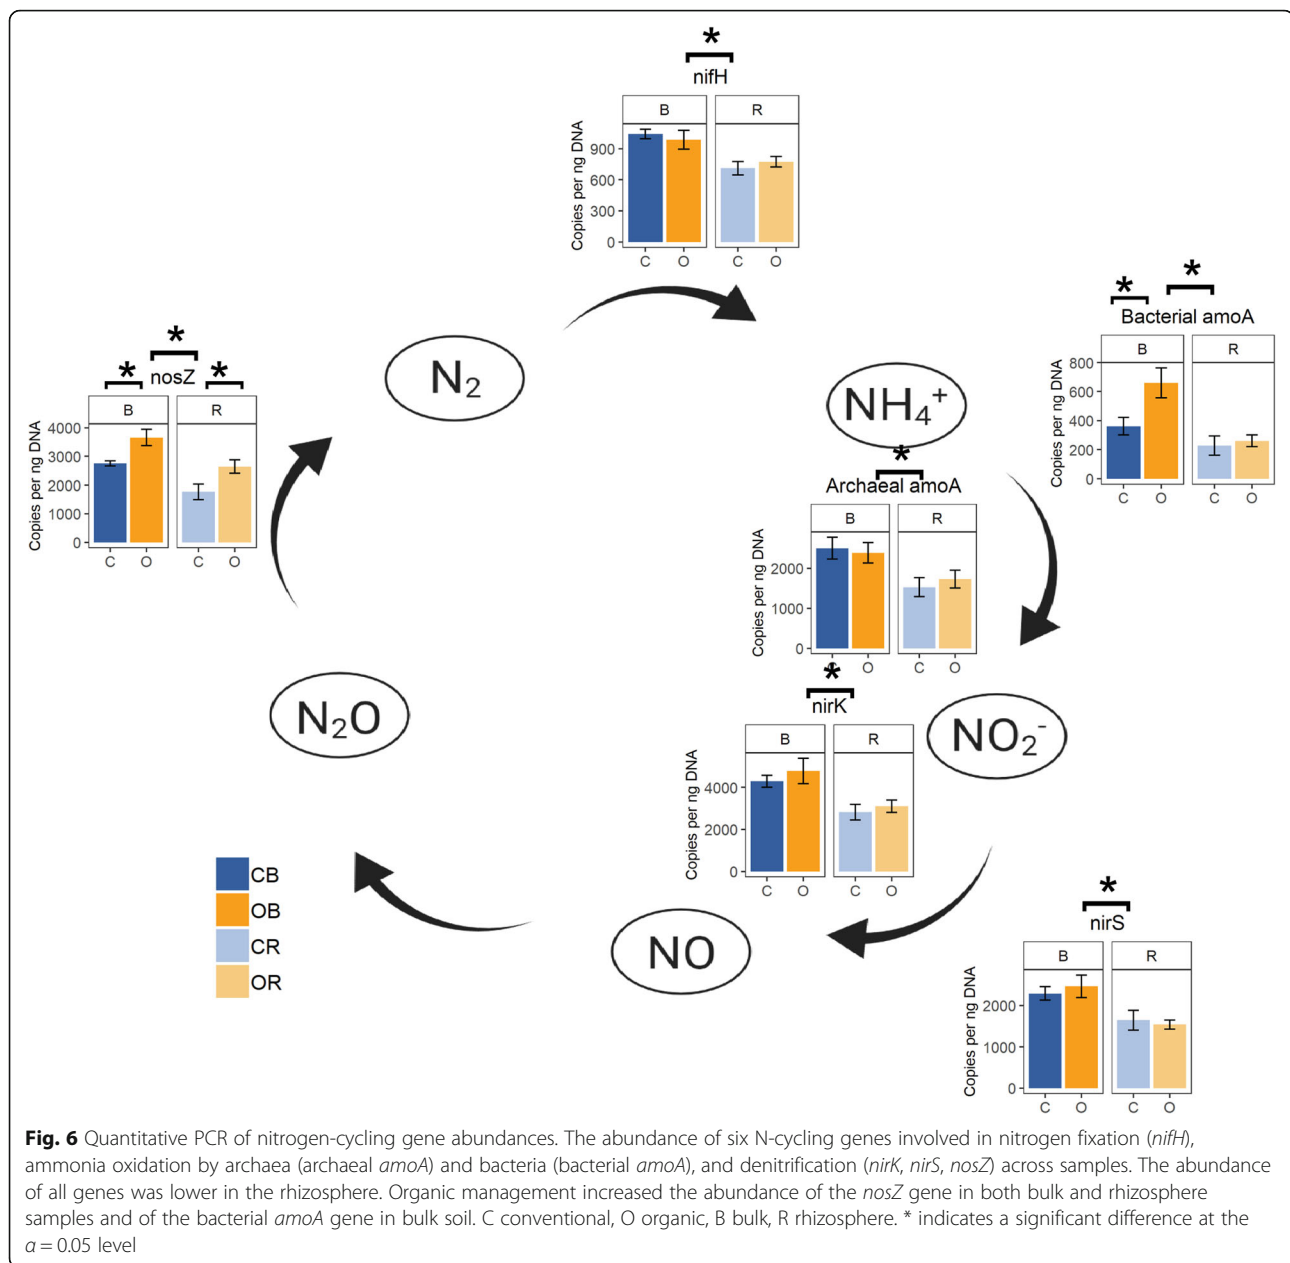 *
nifH
B R
Copies per ng DNA
900
600
300
0
C O C O
* *
Bacterial amoA
B R
Copies per ng DNA
800
600
400
200
0
C O C O
*
* nosZ *
B R
Copies per ng DNA
4000
3000
2000
1000
0
C O C O
N2
NH4+
*
Archaeal amoA
B R
Copies per ng DNA
2000
1000
0
C O C O
*
nirK
B R
Copies per ng DNA
4000
2000
0
C O C O
N2O
NO2-
NO
CB
OB
CR
OR
*
nirS
B R
Copies per ng DNA
2000
1000
0
C O C O
Fig. 6 Quantitative PCR of nitrogen-cycling gene abundances. The abundance of six N-cycling genes involved in nitrogen fixation (nifH),
ammonia oxidation by archaea (archaeal amoA) and bacteria (bacterial amoA), and denitrification (nirK, nirS, nosZ) across samples. The abundance
of all genes was lower in the rhizosphere. Organic management increased the abundance of the nosZ gene in both bulk and rhizosphere
samples and of the bacterial amoA gene in bulk soil. C conventional, O organic, B bulk, R rhizosphere. * indicates a significant difference at the
α = 0.05 level